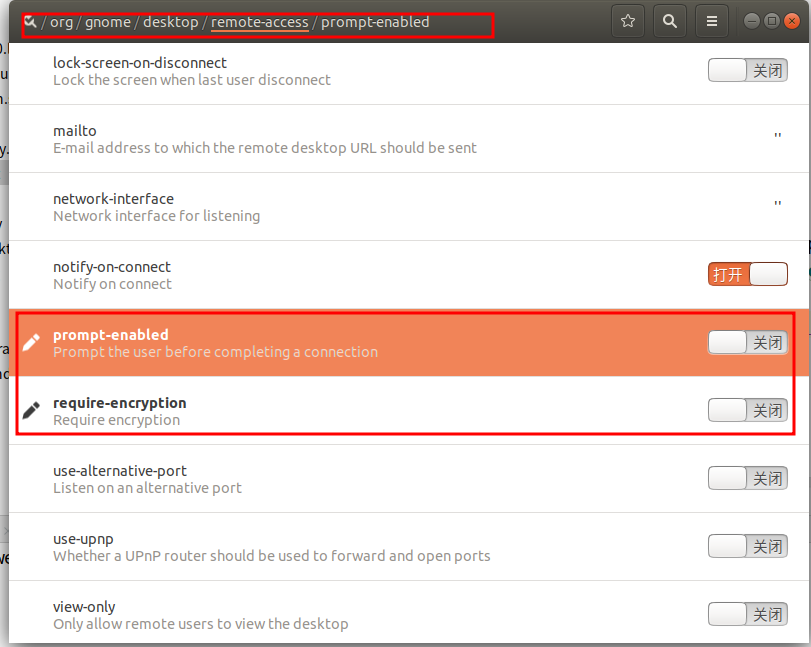 / org / gnome / desktop / remote-access / prompt-enabled
lock-screen-on-disconnect
Lock the screen when last user disconnect
关闭
mailto
E-mail address to which the remote desktop URL should be sent
''
network-interface
Network interface for listening
''
notify-on-connect
Notify on connect
打开
prompt-enabled
Prompt the user before completing a connection
关闭
require-encryption
Require encryption
关闭
use-alternative-port
Listen on an alternative port
关闭
use-upnp
Whether a UPnP router should be used to forward and open ports
关闭
view-only
Only allow remote users to view the desktop
关闭